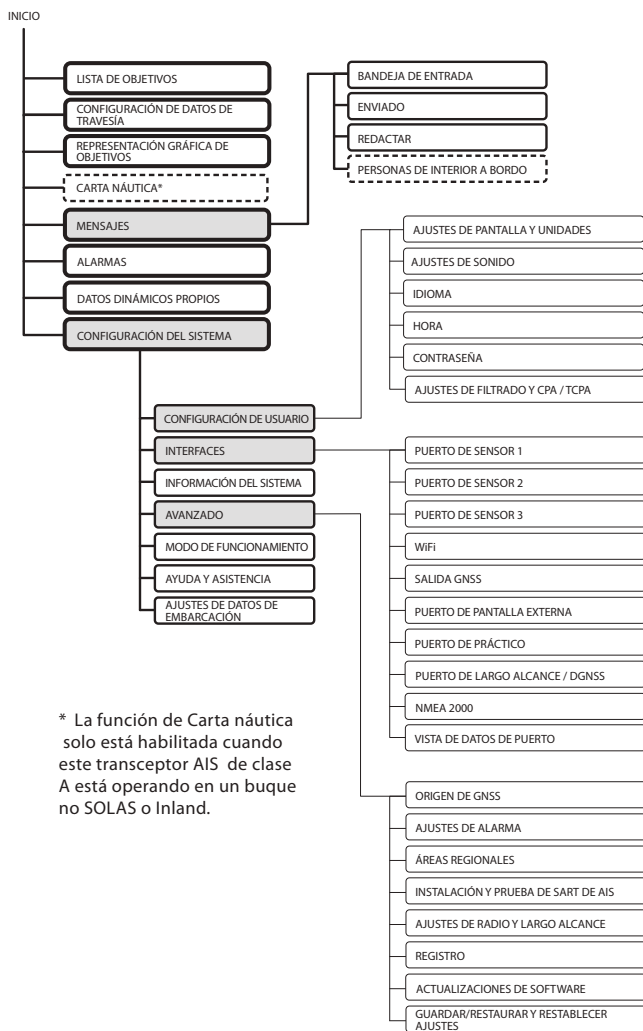 INICIO
LISTA DE OBJETIVOS
CONFIGURACIÓN DE DATOS DE
TRAVESÍA
REPRESENTACIÓN GRÁFICA DE
OBJETIVOS
CARTA NÁUTICA*
MENSAJES
ALARMAS
DATOS DINÁMICOS PROPIOS
CONFIGURACIÓN DEL SISTEMA
BANDEJA DE ENTRADA
ENVIADO
REDACTAR
PERSONAS DE INTERIOR A BORDO
CONFIGURACIÓN DE USUARIO
INTERFACES
INFORMACIÓN DEL SISTEMA
AVANZADO
MODO DE FUNCIONAMIENTO
AYUDA Y ASISTENCIA
AJUSTES DE DATOS DE
EMBARCACIÓN
AJUSTES DE PANTALLA Y UNIDADES
AJUSTES DE SONIDO
IDIOMA
HORA
CONTRASEÑA
AJUSTES DE FILTRADO Y CPA / TCPA
PUERTO DE SENSOR 1
PUERTO DE SENSOR 2
PUERTO DE SENSOR 3
WiFi
SALIDA GNSS
PUERTO DE PANTALLA EXTERNA
PUERTO DE PRÁCTICO
PUERTO DE LARGO ALCANCE / DGNSS
NMEA 2000
VISTA DE DATOS DE PUERTO
ORIGEN DE GNSS
AJUSTES DE ALARMA
ÁREAS REGIONALES
INSTALACIÓN Y PRUEBA DE SART DE AIS
AJUSTES DE RADIO Y LARGO ALCANCE
REGISTRO
ACTUALIZACIONES DE SOFTWARE
GUARDAR/RESTAURAR Y RESTABLECER
AJUSTES
* La función de Carta náutica
solo está habilitada cuando
este transceptor AIS de clase
A está operando en un buque
no SOLAS o Inland.